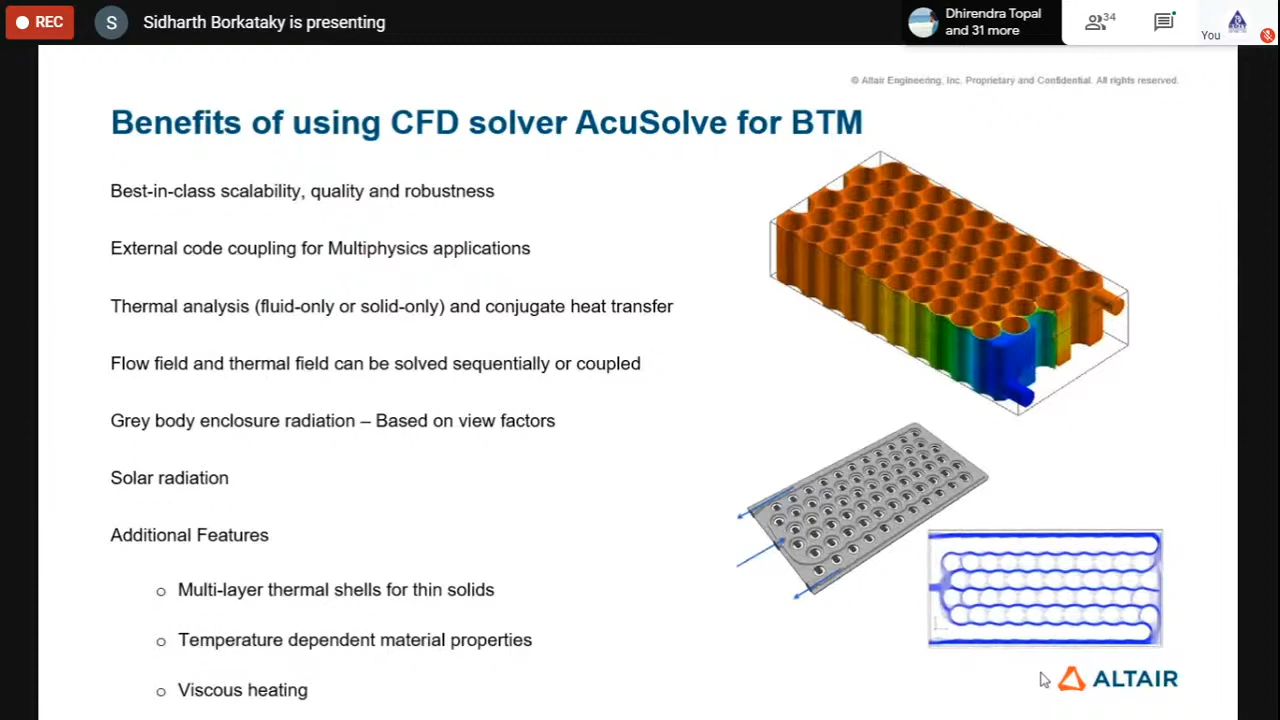 REC
S
Sidharth Borkataky is presenting
Dhirendra Topal
and 31 more
34
You
© Altair Engineering, Inc. Proprietary and Confidential. All rights reserved.
Benefits of using CFD solver AcuSolve for BTM
Best-in-class scalability, quality and robustness
External code coupling for Multiphysics applications
Thermal analysis (fluid-only or solid-only) and conjugate heat transfer
Flow field and thermal field can be solved sequentially or coupled
Grey body enclosure radiation – Based on view factors
Solar radiation
Additional Features
Multi-layer thermal shells for thin solids
Temperature dependent material properties
Viscous heating
ALTAIR